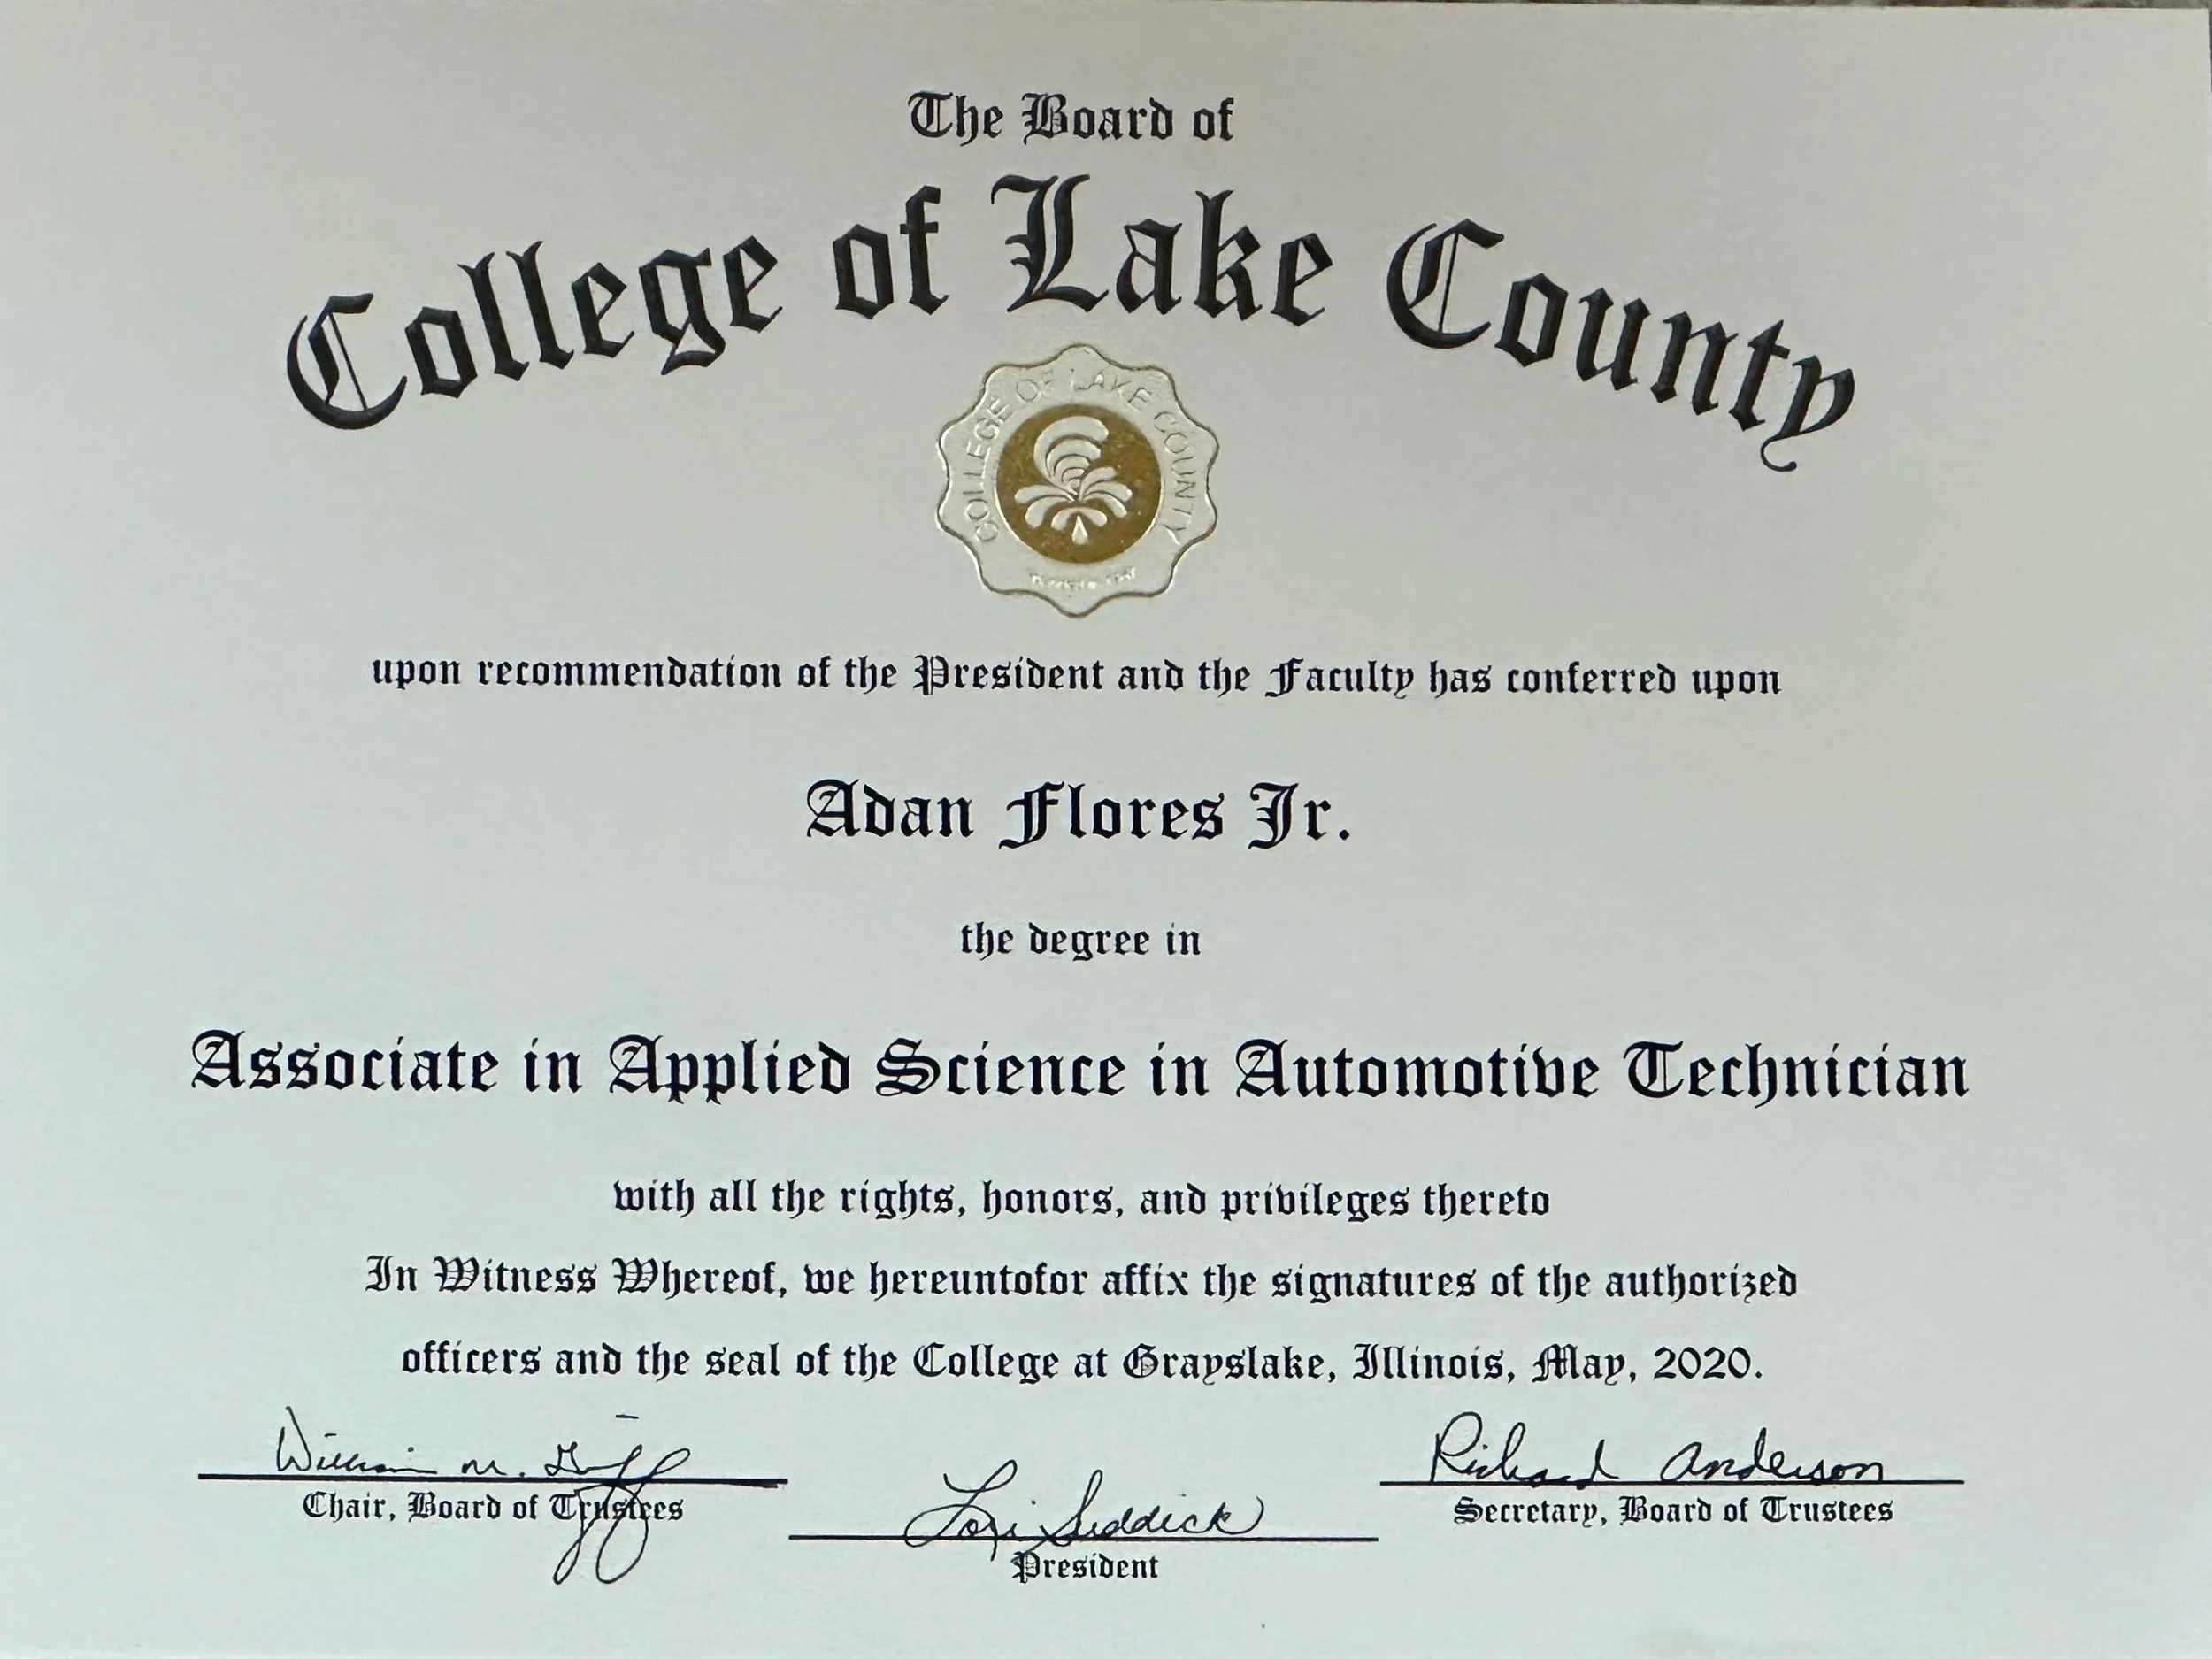 The Board of
College of Lake County
COLLEGE OF LAKE COUNTY
upon recommendation of the President and the Faculty has conferred upon
Adan Flores Jr.
the degree in
Associate in Applied Science in Automotive Technician
with all the rights, honors, and privileges thereto
In Witness Whereof, we hereuntofor affix the signatures of the authorized
officers and the seal of the College at Grayslake, Illinois, May, 2020.
William M.
Richard Anderson
Chair, Board of Trustees
Secretary, Board of Trustees
Lori Suddick
President